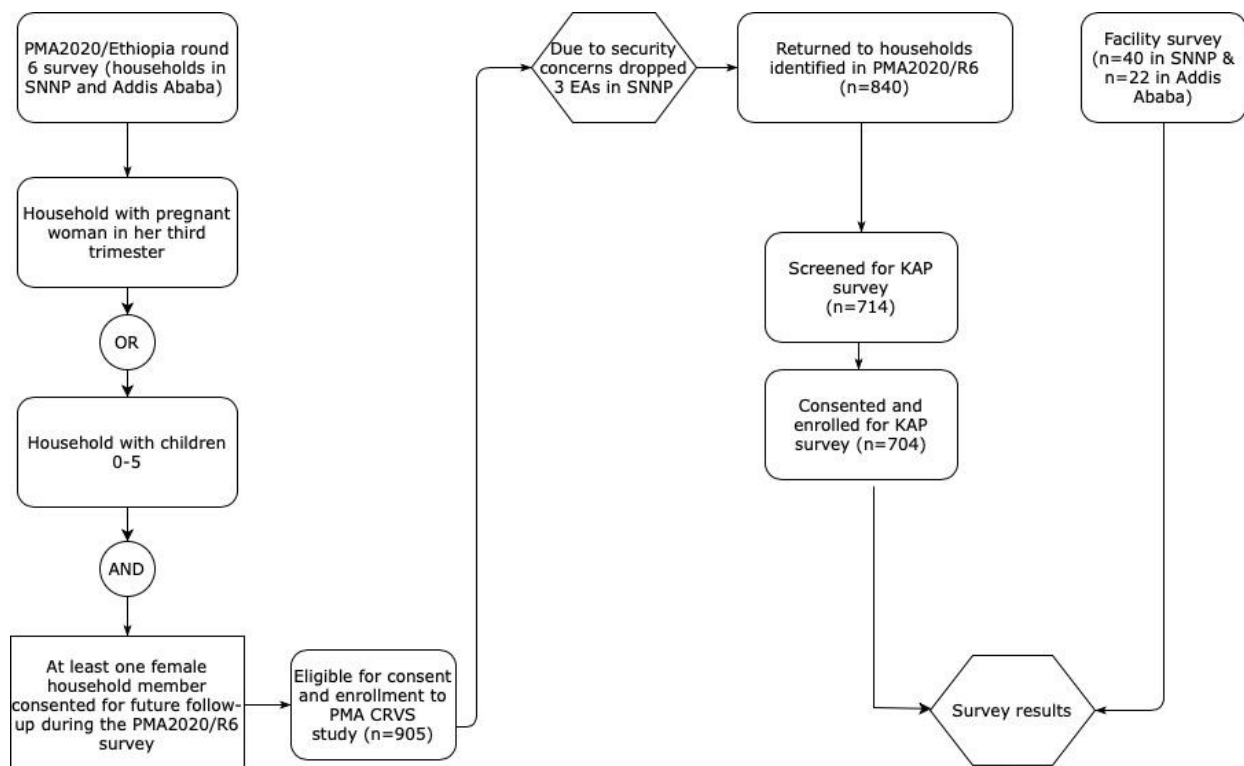 PMA2020/Ethiopia round
6 survey (households in
SNNP and Addis Ababa)
Household with pregnant
woman in her third
trimester
OR
Household with children
0-5
AND
At least one female
household member
consented for future follow-
up during the PMA2020/R6
survey
Eligible for consent
and enrollment to
PMA CRVS
study (n=905)
Due to security
concerns dropped
3 EAs in SNNP
Returned to households
identified in PMA2020/R6
(n=840)
Screened for KAP
survey
(n=714)
Consented and
enrolled for KAP
survey (n=704)
Facility survey
(n=40 in SNNP &
n=22 in Addis
Ababa)
Survey results